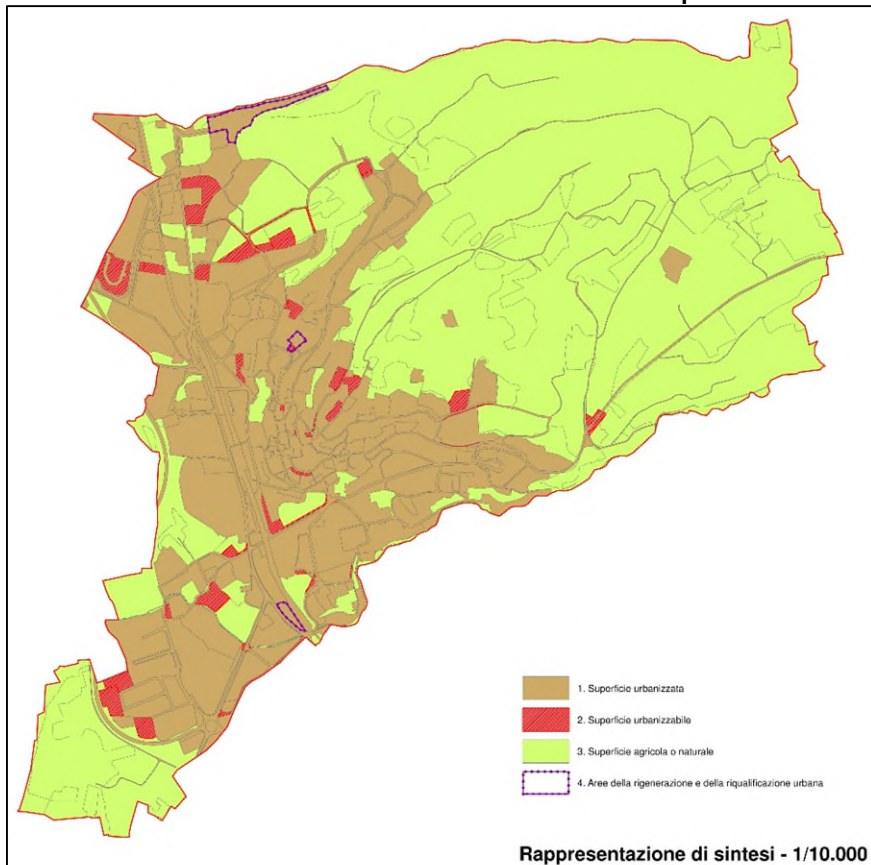 1. Superficie urbanizzata
2. Superficie urbanizzabile
3. Superficie agricola o naturale
4. Aree della rigenerazione e della riqualificazione urbana
Rappresentazione di sintesi - 1/10.000